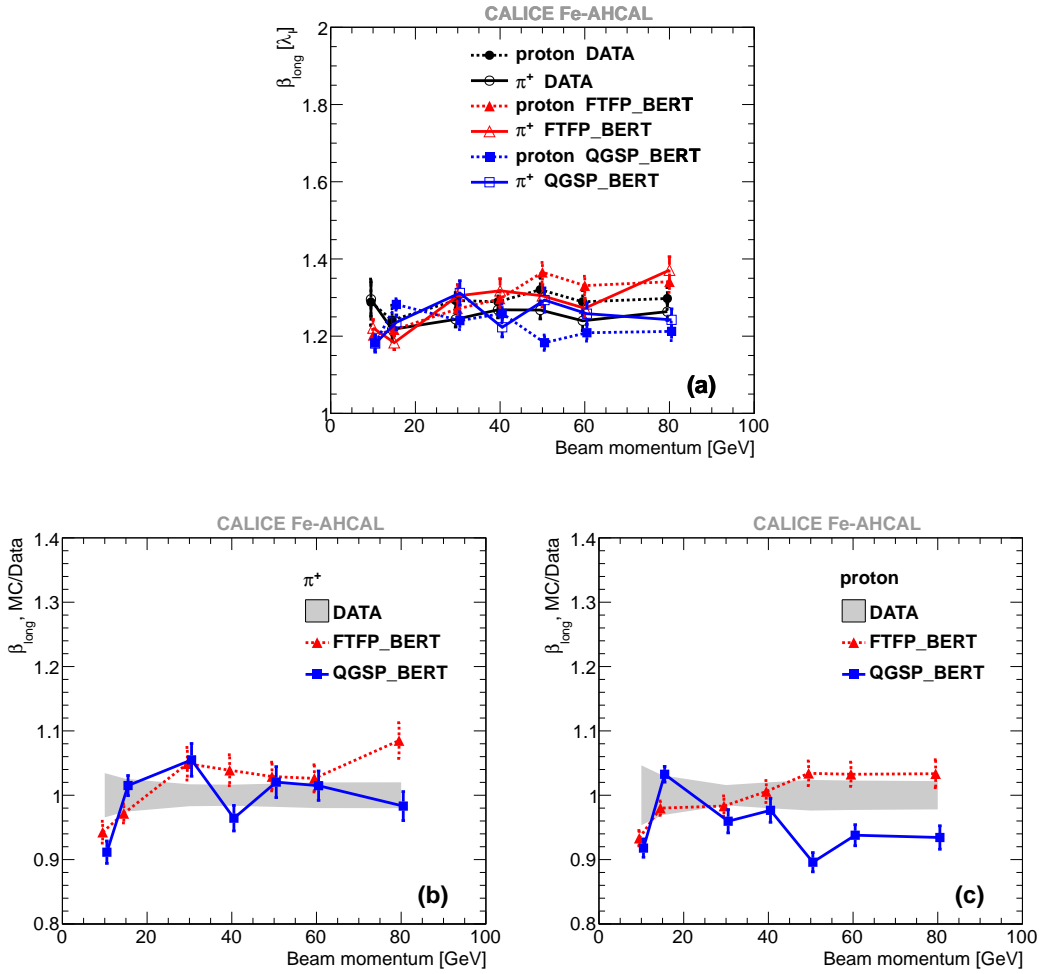 CALICE Fe-AHCAL
β_long [λ_I]
2
1.8
1.6
1.4
1.2
1
proton DATA
π⁺ DATA
proton FTFP_BERT
π⁺ FTFP_BERT
proton QGSP_BERT
π⁺ QGSP_BERT
(a)
0 20 40 60 80 100
Beam momentum [GeV]
CALICE Fe-AHCAL
β_long, MC/Data
1.4
1.3
1.2
1.1
1
0.9
0.8
π⁺
DATA
FTFP_BERT
QGSP_BERT
(b)
0 20 40 60 80 100
Beam momentum [GeV]
CALICE Fe-AHCAL
β_long, MC/Data
1.4
1.3
1.2
1.1
1
0.9
0.8
proton
DATA
FTFP_BERT
QGSP_BERT
(c)
0 20 40 60 80 100
Beam momentum [GeV]